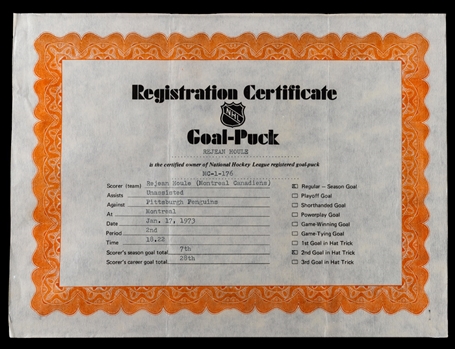 Registration Certificate
NHL
Goal-Puck
REJEAN HOULE
is the certified owner of National Hockey League registered goal-puck
MC-1-176
Scorer (team) Rejean Houle (Montreal Canadiens)
Assists Unassisted
Against Pittsburgh Penguins
At Montreal
Date Jan. 17, 1973
Period 2nd
Time 18.22
Scorer's season goal total 7th
Scorer's career goal total 28th
Regular – Season Goal
Playoff Goal
Shorthanded Goal
Powerplay Goal
Game-Winning Goal
Game-Tying Goal
1st Goal in Hat Trick
2nd Goal in Hat Trick
3rd Goal in Hat Trick